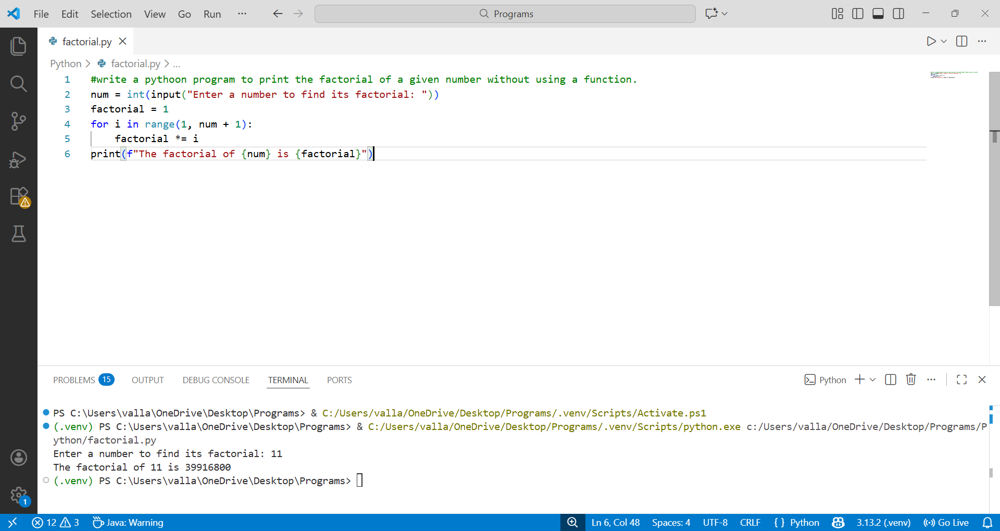 File Edit Selection View Go Run ... Programs
factorial.py
Python > factorial.py > ...
1 #write a pythoon program to print the factorial of a given number without using a function.
2 num = int(input("Enter a number to find its factorial: "))
3 factorial = 1
4 for i in range(1, num + 1):
5     factorial *= i
6 print(f"The factorial of {num} is {factorial}")
PROBLEMS 15 OUTPUT DEBUG CONSOLE TERMINAL PORTS Python
PS C:\Users\valla\OneDrive\Desktop\Programs> & C:/Users/valla/OneDrive/Desktop/Programs/.venv/Scripts/Activate.ps1
(.venv) PS C:\Users\valla\OneDrive\Desktop\Programs> & C:/Users/valla/OneDrive/Desktop/Programs/.venv/Scripts/python.exe c:/Users/valla/OneDrive/Desktop/Programs/P
ython/factorial.py
Enter a number to find its factorial: 11
The factorial of 11 is 39916800
(.venv) PS C:\Users\valla\OneDrive\Desktop\Programs>
1
12 3 Java: Warning Ln 6, Col 48 Spaces: 4 UTF-8 CRLF { } Python 3.13.2 (.venv) Go Live